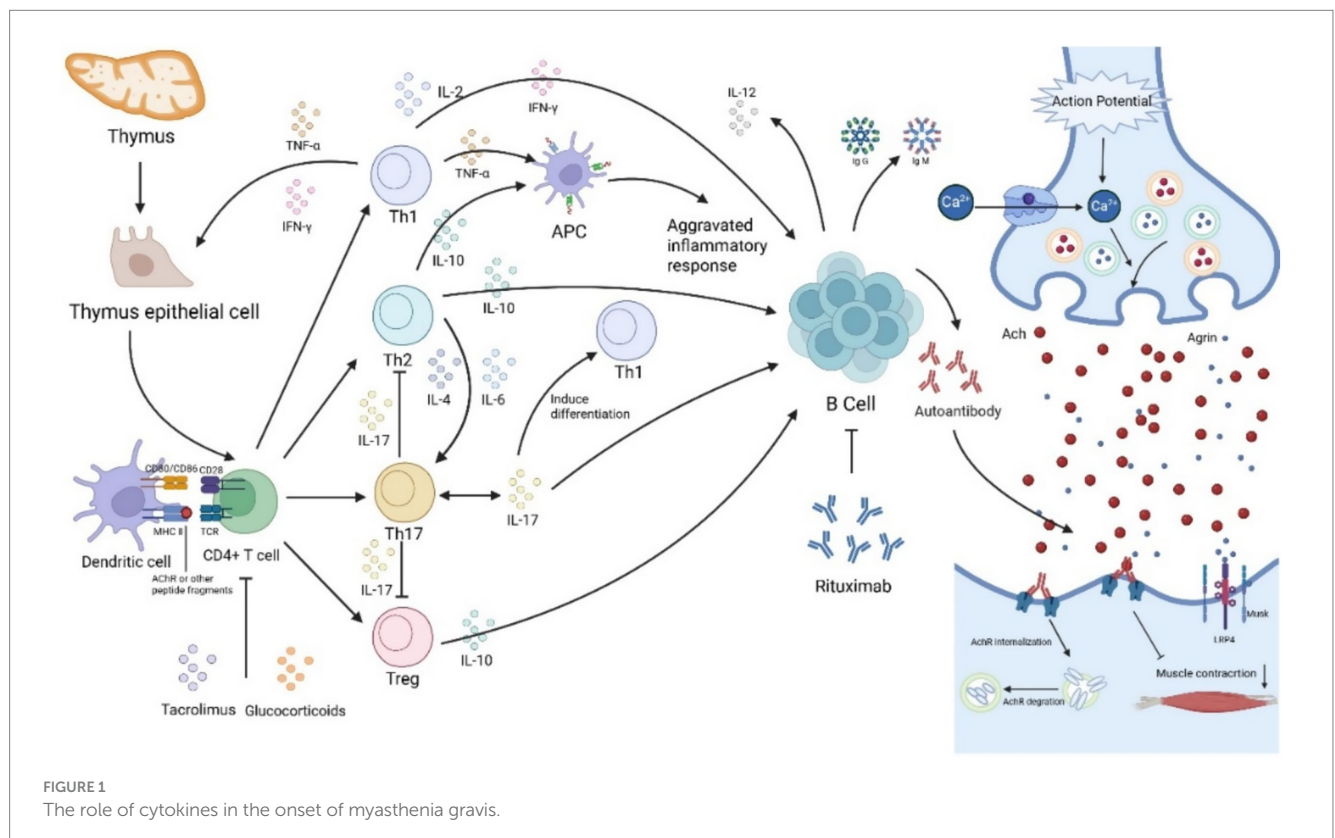 Thymus
Thymus epithelial cell
TNF-α
IFN-γ
IL-2
IFN-γ
Th1
TNF-α
IL-10
APC
Aggravated
inflammatory
response
Th2
IL-10
IL-4
IL-6
IL-17
Th1
Induce
differentiation
Th17
IL-17
IL-17
Treg
IL-10
CD80/CD86
CD28
MHC II
TCR
Dendritic cell
CD4+ T cell
AChR or other
peptide fragments
Tacrolimus
Glucocorticoids
IL-12
Ig G
Ig M
B Cell
Autoantibody
Rituximab
Action Potential
Ca²⁺
Ca²⁺
Ach
Agrin
Musk
LRP4
AchR internalization
AchR degration
Muscle contracrtion
FIGURE 1
The role of cytokines in the onset of myasthenia gravis.